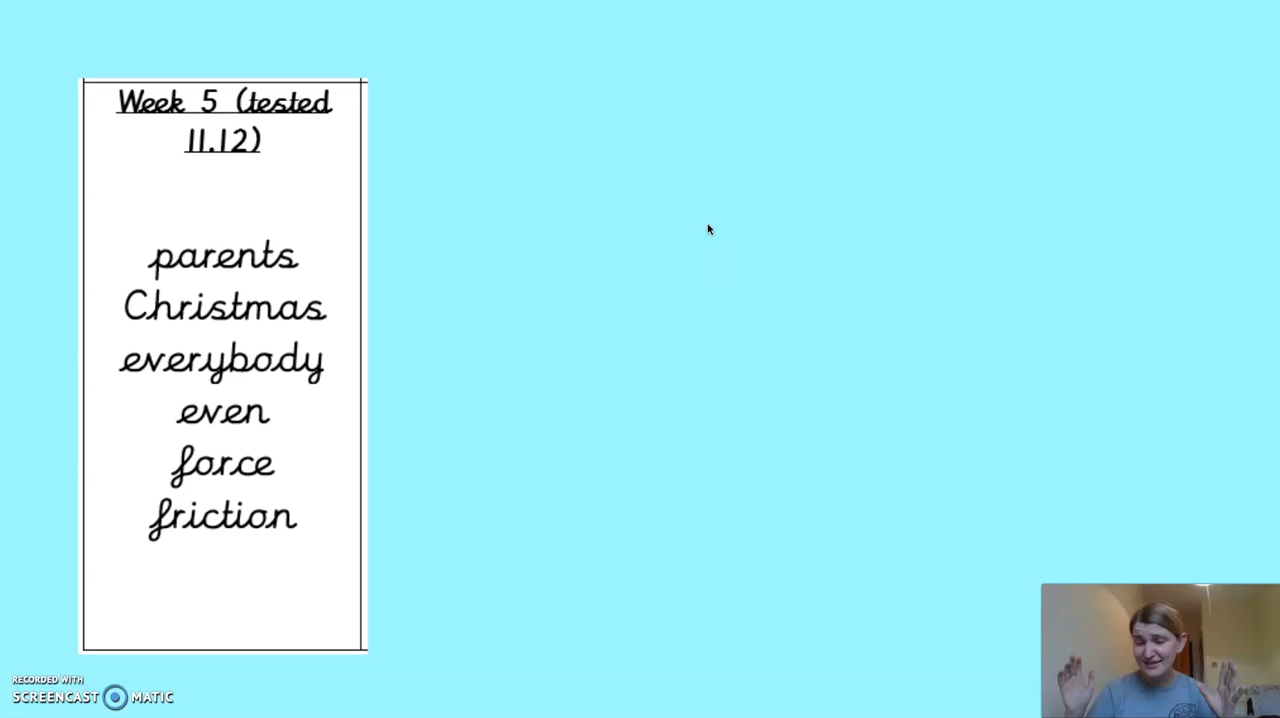 Week 5 (tested
11.12)
parents
Christmas
everybody
even
force
friction
RECORDED WITH
SCREENCAST MATIC